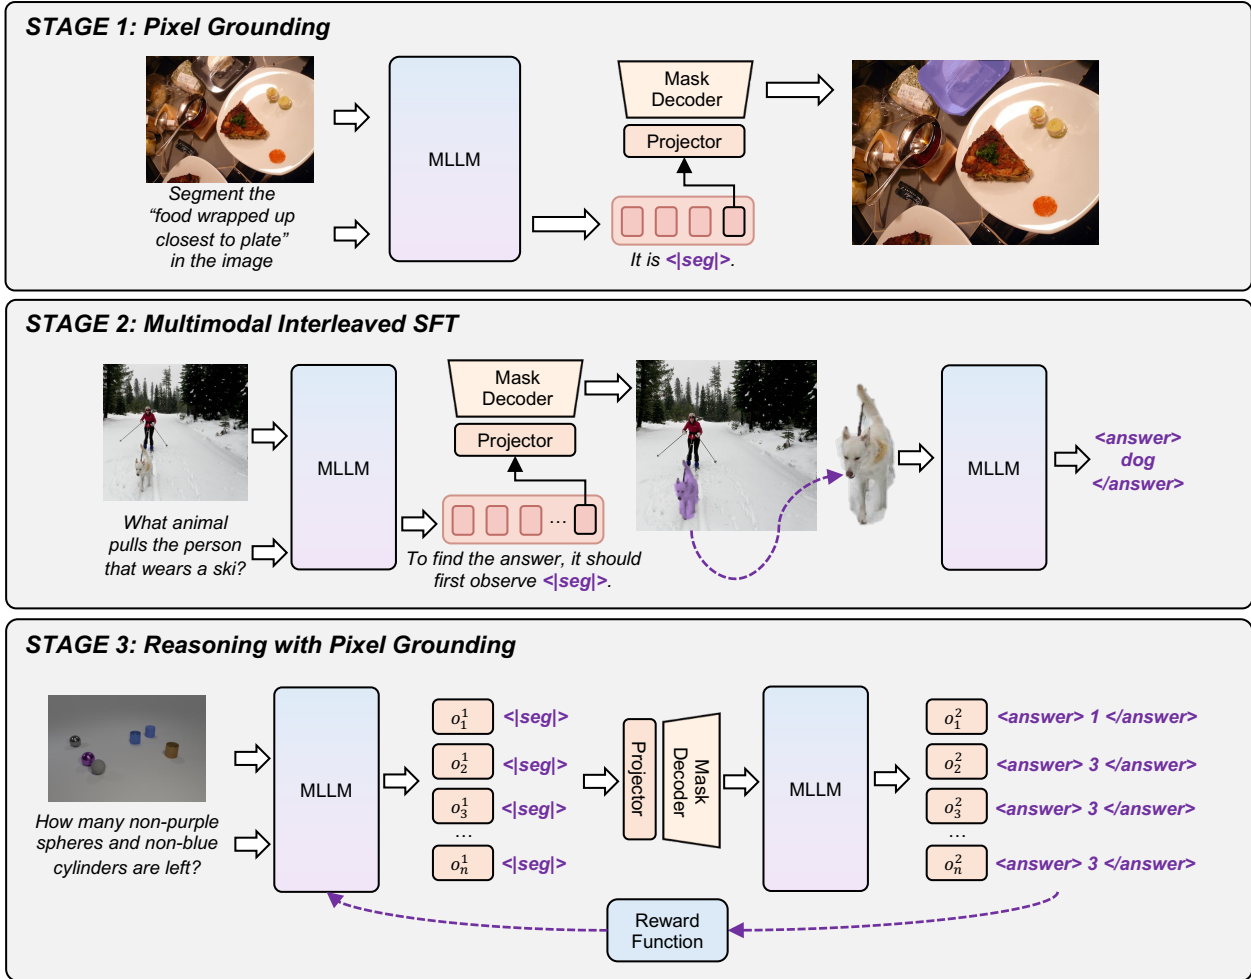 STAGE 1: Pixel Grounding
Segment the
“food wrapped up
closest to plate”
in the image
MLLM
Mask
Decoder
Projector
It is <|seg|>.
STAGE 2: Multimodal Interleaved SFT
What animal
pulls the person
that wears a ski?
MLLM
Mask
Decoder
Projector
...
To find the answer, it should
first observe <|seg|>.
MLLM
<answer>
dog
</answer>
STAGE 3: Reasoning with Pixel Grounding
How many non-purple
spheres and non-blue
cylinders are left?
MLLM
o₁¹ <|seg|>
o₂¹ <|seg|>
o₃¹ <|seg|>
...
oₙ¹ <|seg|>
Projector
Mask
Decoder
MLLM
o₁² <answer> 1 </answer>
o₂² <answer> 3 </answer>
o₃² <answer> 3 </answer>
...
oₙ² <answer> 3 </answer>
Reward
Function